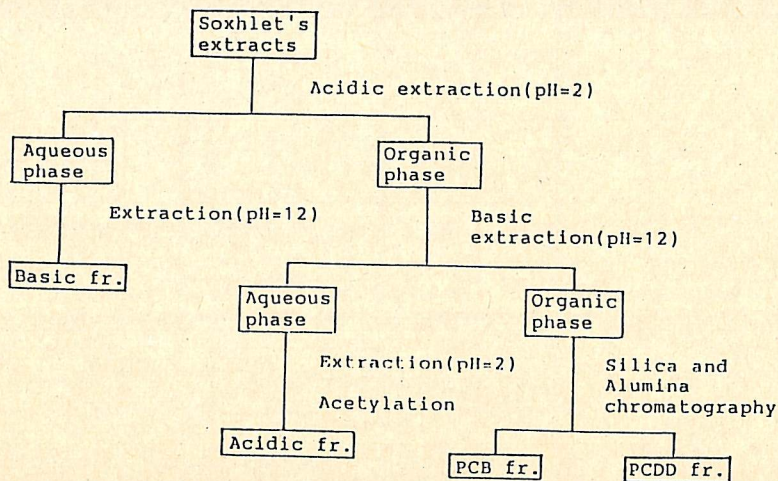 Soxhlet's
extracts
Acidic extraction(pH=2)
Aqueous
phase
Organic
phase
Extraction(pH=12)
Basic
extraction(pH=12)
Basic fr.
Aqueous
phase
Organic
phase
Extraction(pH=2)
Acetylation
Silica and
Alumina
chromatography
Acidic fr.
PCB fr.
PCDD fr.